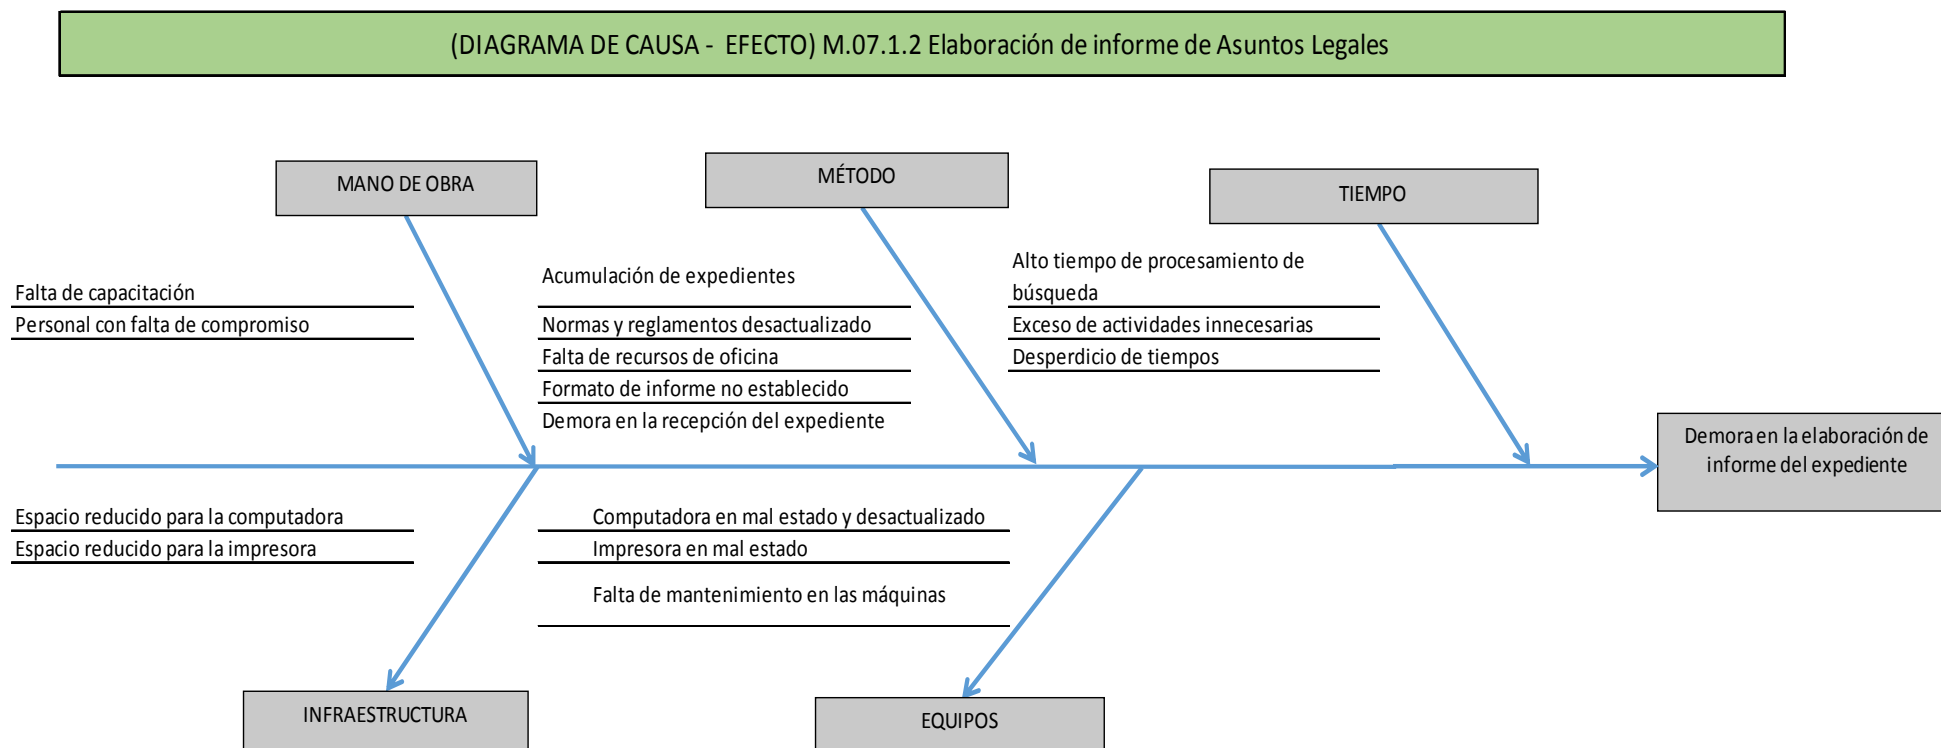 (DIAGRAMA DE CAUSA - EFECTO) M.07.1.2 Elaboración de informe de Asuntos Legales
MANO DE OBRA
MÉTODO
TIEMPO
Falta de capacitación
Personal con falta de compromiso
Acumulación de expedientes
Normas y reglamentos desactualizado
Falta de recursos de oficina
Formato de informe no establecido
Demora en la recepción del expediente
Alto tiempo de procesamiento de
búsqueda
Exceso de actividades innecesarias
Desperdicio de tiempos
Demora en la elaboración de
informe del expediente
Espacio reducido para la computadora
Espacio reducido para la impresora
Computadora en mal estado y desactualizado
Impresora en mal estado
Falta de mantenimiento en las máquinas
INFRAESTRUCTURA
EQUIPOS